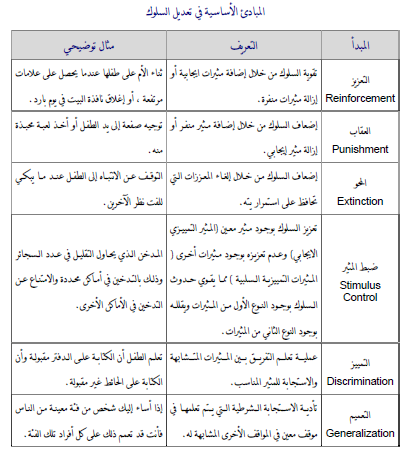 المبادئ الأساسية في تعديل السلوك
المبدأ
التعريف
مثال توضيحي
التعزيز
Reinforcement
تقوية السلوك من خلال إضافة مثيرات ايجابية أو
إزالة مثيرات منفرة.
ثناء الأم على طفلها عندما يحصل على علامات
مرتفعة ، أو إغلاق نافذة البيت في يوم بارد.
العقاب
Punishment
إضعاف السلوك من خلال إضافة مثير منفر أو
إزالة مثير إيجابي.
توجيه صفعة إلى يد الطفل أو أخذ لعبة محببة
منه.
المحو
Extinction
إضعاف السلوك من خلال إلغاء المعززات التي
تحافظ على استمرار يته.
التوقف عن الانتباه إلى الطفل عند ما يبكي
للفت نظر الآخرين.
ضبط المثير
Stimulus
Control
تعزيز السلوك بوجود مثير معين (المثير التمييزي
الايجابي) وعدم تعزيزه بوجود مثيرات أخرى (
المثيرات التمييزية السلبية ) مما يقوي حدوث
السلوك بوجود النوع الأول من المثيرات ويقلله
بوجود النوع الثاني من المثيرات.
المدخن الذي يحاول التقليل في عدد السجائر
وذلك بالتدخين في أماكن محددة والامتناع عن
التدخين في الأماكن الأخرى.
التمييز
Discrimination
عملية تعلم التفريق بين المثيرات المتشابهة
والاستجابة للمثير المناسب.
تعلم الطفل أن الكتابة على الدفتر مقبولة وأن
الكتابة على الحائط غير مقبولة.
التعميم
Generalization
تأدية الاستجابة الشرطية التي يتم تعلمها في
موقف معين في المواقف الأخرى المشابهة له.
إذا أساء إليك شخص من فئة معينة من الناس
فأنت قد تعمم ذلك على كل أفراد تلك الفئة.